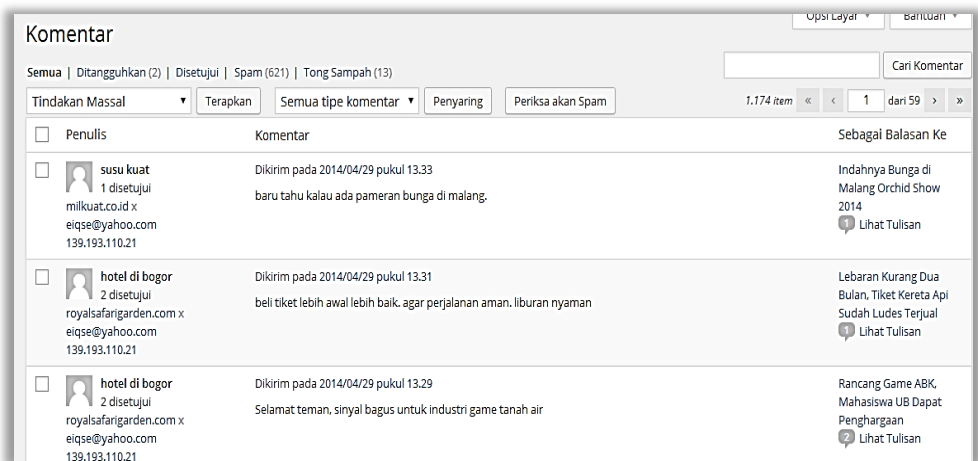 Opsi Layar Bantuan
Komentar
Semua | Ditangguhkan (2) | Disetujui | Spam (621) | Tong Sampah (13)
Cari Komentar
Tindakan Massal Terapkan Semua tipe komentar Penyaring Periksa akan Spam 1.174 item « ‹ 1 dari 59 › »
Penulis Komentar Sebagai Balasan Ke
susu kuat
1 disetujui
milkuat.co.id x
eiqse@yahoo.com
139.193.110.21
Dikirim pada 2014/04/29 pukul 13.33
baru tahu kalau ada pameran bunga di malang.
Indahnya Bunga di
Malang Orchid Show
2014
1 Lihat Tulisan
hotel di bogor
2 disetujui
royalsafarigarden.com x
eiqse@yahoo.com
139.193.110.21
Dikirim pada 2014/04/29 pukul 13.31
beli tiket lebih awal lebih baik. agar perjalanan aman. liburan nyaman
Lebaran Kurang Dua
Bulan, Tiket Kereta Api
Sudah Ludes Terjual
1 Lihat Tulisan
hotel di bogor
2 disetujui
royalsafarigarden.com x
eiqse@yahoo.com
139.193.110.21
Dikirim pada 2014/04/29 pukul 13.29
Selamat teman, sinyal bagus untuk industri game tanah air
Rancang Game ABK,
Mahasiswa UB Dapat
Penghargaan
2 Lihat Tulisan